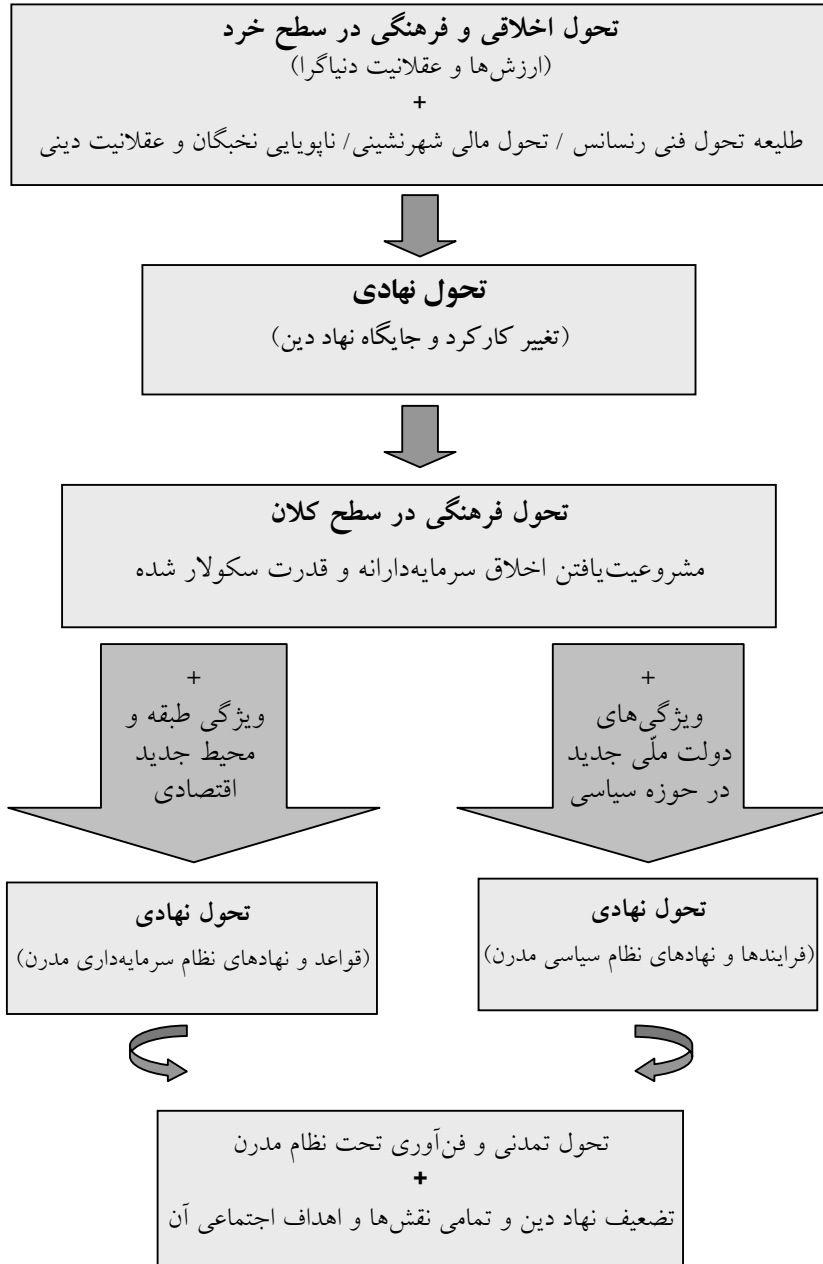 تحول اخلاقی و فرهنگی در سطح خرد
(ارزش‌ها و عقلانیت دنیاگرا)
+
طلیعه تحول فنی رنسانس / تحول مالی شهرنشینی/ ناپویایی نخبگان و عقلانیت دینی
تحول نهادی
(تغییر کارکرد و جایگاه نهاد دین)
تحول فرهنگی در سطح کلان
مشروعیت‌یافتن اخلاق سرمایه‌دارانه و قدرت سکولار شده
+
ویژگی‌های
دولت ملّی جدید
در حوزه سیاسی
+
ویژگی طبقه و
محیط جدید
اقتصادی
تحول نهادی
(فرایندها و نهادهای نظام سیاسی مدرن)
تحول نهادی
(قواعد و نهادهای نظام سرمایه‌داری مدرن)
تحول تمدنی و فن‌آوری تحت نظام مدرن
+
تضعیف نهاد دین و تمامی نقش‌ها و اهداف اجتماعی آن